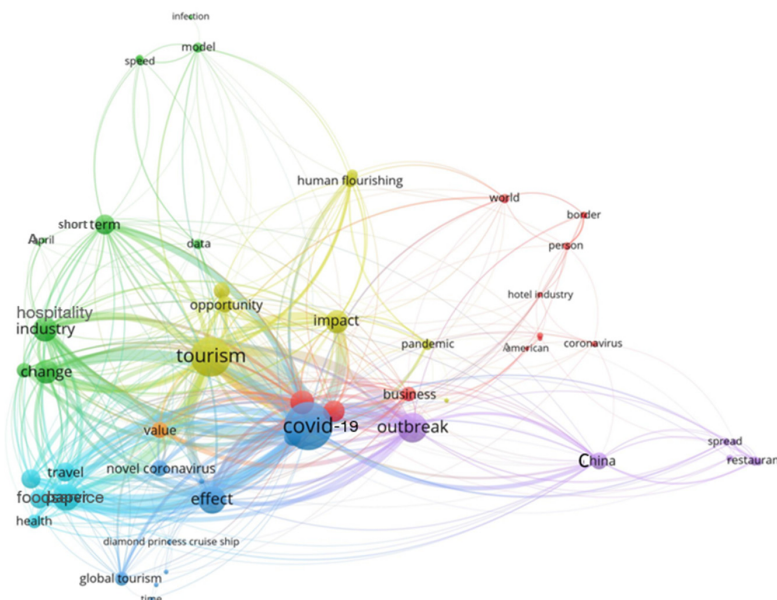 infection
model
speed
human flourishing
world
border
short term
April
data
person
hotel industry
opportunity
hospitality
industry
impact
tourism
pandemic
American
coronavirus
change
business
value
covid-19
outbreak
spread
China
restauran
novel coronavirus
travel
effect
health
diamond princess cruise ship
global tourism
time